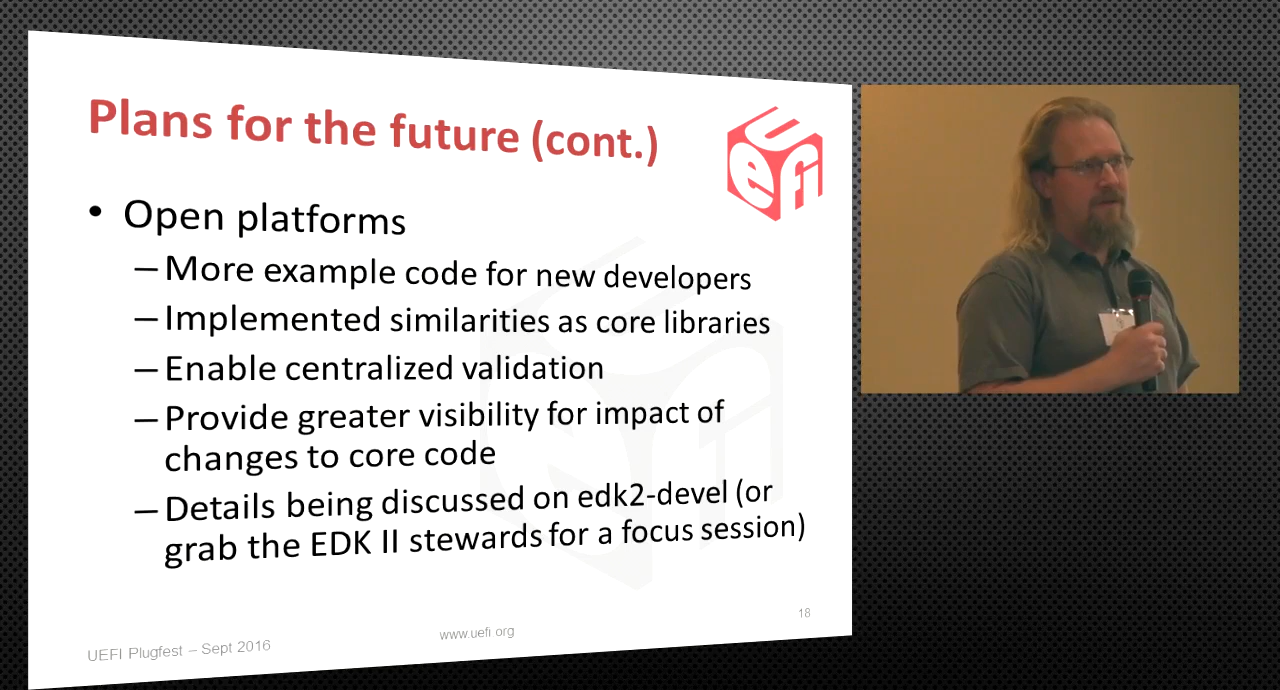 Plans for the future (cont.)
uefi
• Open platforms
– More example code for new developers
– Implemented similarities as core libraries
– Enable centralized validation
– Provide greater visibility for impact of
changes to core code
– Details being discussed on edk2-devel (or
grab the EDK II stewards for a focus session)
18
www.uefi.org
UEFI Plugfest – Sept 2016